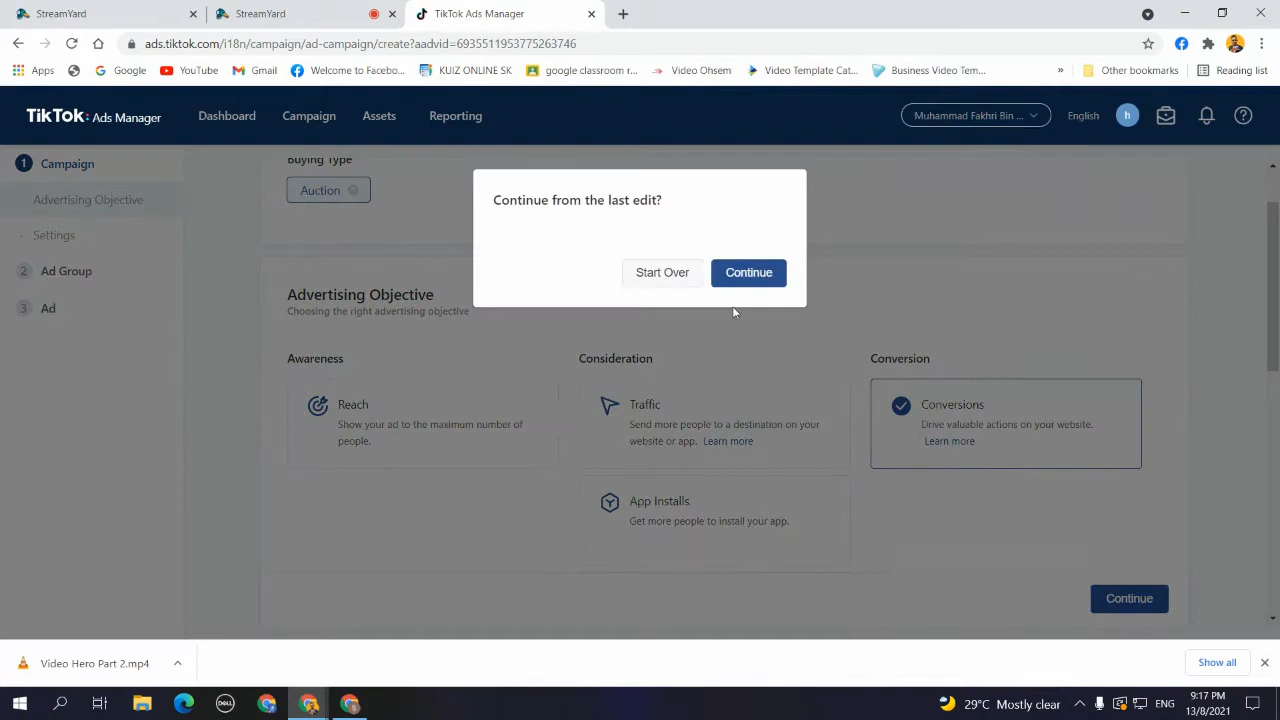 StreamYard
StreamYard
TikTok Ads Manager
ads.tiktok.com/i18n/campaign/ad-campaign/create?aadvid=6935511953775263746
Apps
Google
YouTube
Gmail
Welcome to Facebo...
KUIZ ONLINE SK
google classroom r...
Video Ohsem
Video Template Cat...
Business Video Tem...
»
Other bookmarks
Reading list
TikTok: Ads Manager
Dashboard
Campaign
Assets
Reporting
Muhammad Fakhri Bin ...
English
h
1 Campaign
Advertising Objective
Settings
2 Ad Group
3 Ad
Buying Type
Auction
Continue from the last edit?
Start Over
Continue
Advertising Objective
Choosing the right advertising objective
Awareness
Reach
Show your ad to the maximum number of
people.
Consideration
Traffic
Send more people to a destination on your
website or app. Learn more
App Installs
Get more people to install your app.
Conversion
Conversions
Drive valuable actions on your website.
Learn more
Continue
Video Hero Part 2.mp4
Show all
DELL
29°C Mostly clear
ENG
9:17 PM
13/8/2021